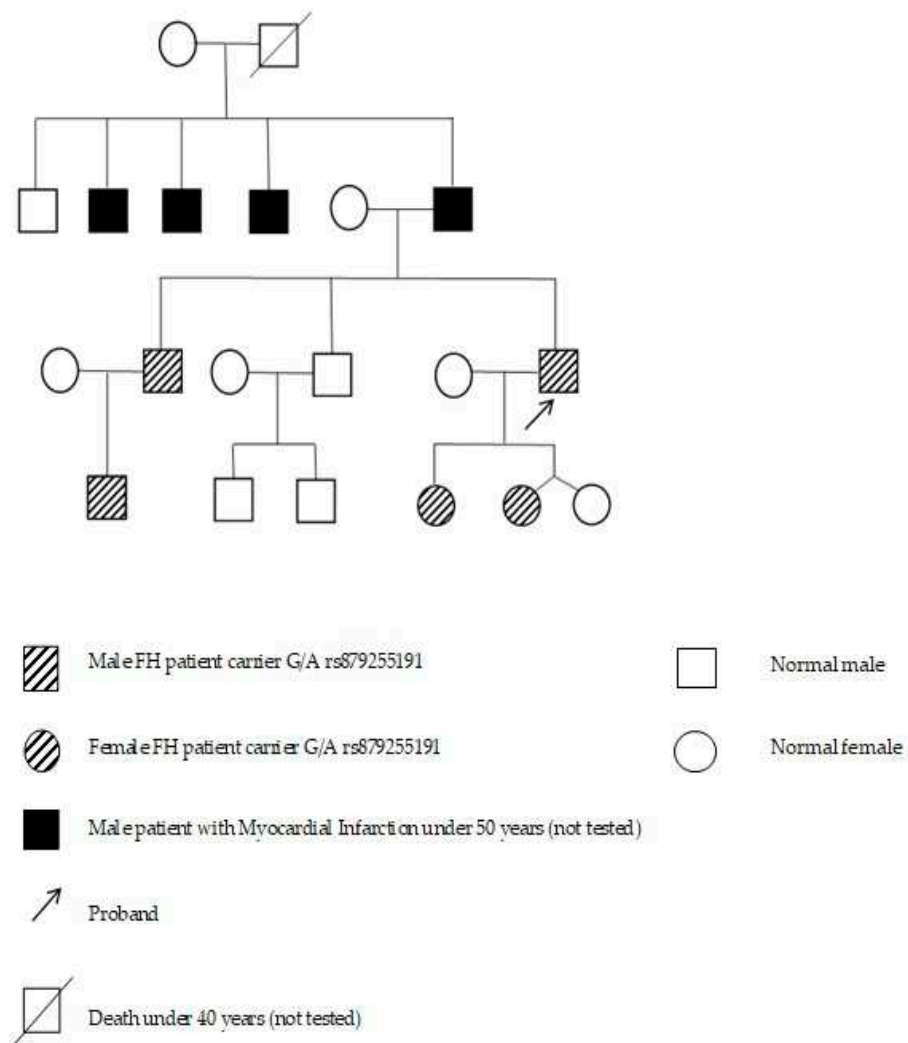 Male FH patient carrier G/A rs879255191
Normal male
Female FH patient carrier G/A rs879255191
Normal female
Male patient with Myocardial Infarction under 50 years (not tested)
Proband
Death under 40 years (not tested)